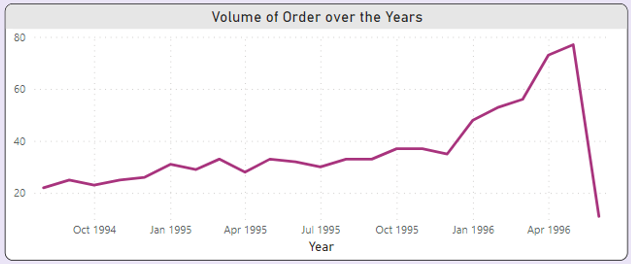 Volume of Order over the Years
80
60
40
20
Oct 1994 Jan 1995 Apr 1995 Jul 1995 Oct 1995 Jan 1996 Apr 1996
Year